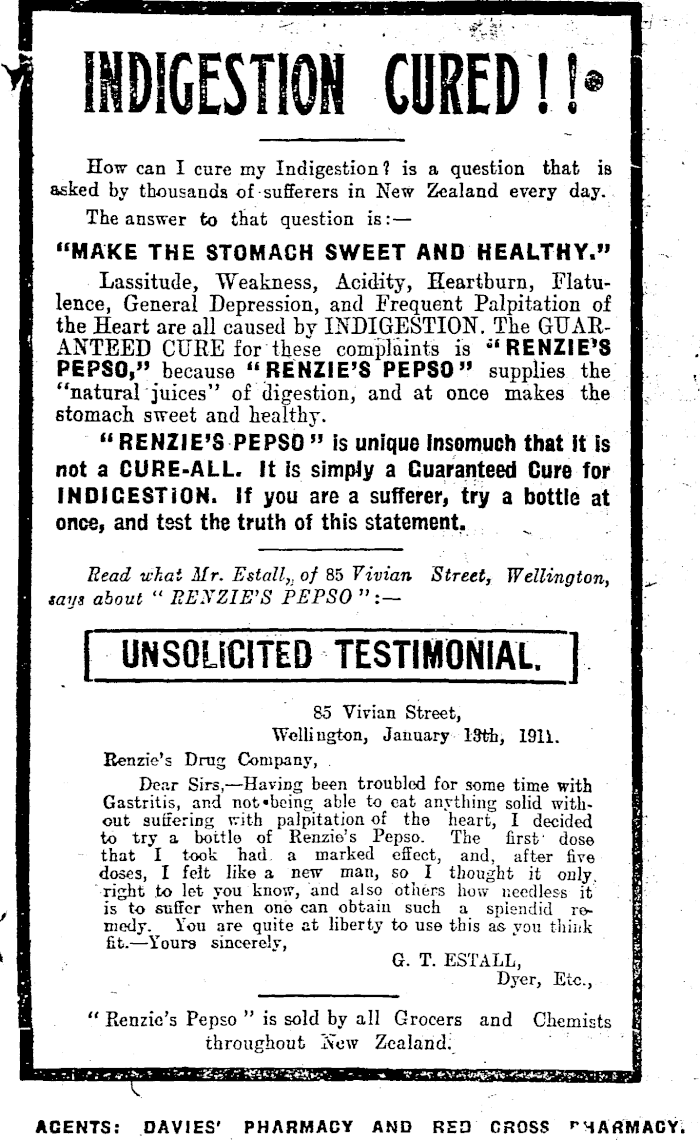 INDIGESTION CURED!!
How can I cure my Indigestion? is a question that is
asked by thousands of sufferers in New Zealand every day.
The answer to that question is:—
"MAKE THE STOMACH SWEET AND HEALTHY."
Lassitude, Weakness, Acidity, Heartburn, Flatu-
lence, General Depression, and Frequent Palpitation of
the Heart are all caused by INDIGESTION. The GUAR-
ANTEED CURE for these complaints is "RENZIE'S
PEPSO," because "RENZIE'S PEPSO" supplies the
"natural juices" of digestion, and at once makes the
stomach sweet and healthy.
"RENZIE'S PEPSO" is unique insomuch that it is
not a CURE-ALL. It is simply a Guaranteed Cure for
INDIGESTION. If you are a sufferer, try a bottle at
once, and test the truth of this statement.
Read what Mr. Estall, of 85 Vivian Street, Wellington,
says about "RENZIE'S PEPSO":—
UNSOLICITED TESTIMONIAL.
85 Vivian Street,
Wellington, January 13th, 1911.
Renzie's Drug Company,
Dear Sirs,—Having been troubled for some time with
Gastritis, and not being able to eat anything solid with-
out suffering with palpitation of the heart, I decided
to try a bottle of Renzie's Pepso. The first dose
that I took had a marked effect, and, after five
doses, I felt like a new man, so I thought it only
right to let you know, and also others how needless it
is to suffer when one can obtain such a splendid re-
medy. You are quite at liberty to use this as you think
fit.—Yours sincerely,
G. T. ESTALL,
Dyer, Etc.,
"Renzie's Pepso" is sold by all Grocers and Chemists
throughout New Zealand.
AGENTS: DAVIES' PHARMACY AND RED CROSS PHARMACY.